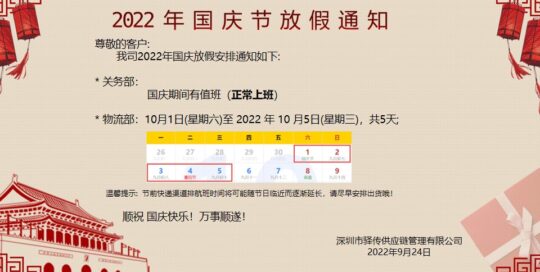 2022 年 国 庆 节 放 假 通 知
尊敬的客户:
我司2022年国庆放假安排通知如下:
* 关务部:
国庆期间有值班（正常上班）
* 物流部：10月1日(星期六)至 2022 年 10 月5日(星期三)，共5天;
一 二 三 四 五 六 日
26 27 28 29 30 1 2
3 4 5 6 7 8 9
温馨提示: 节前快递渠道排航班时间将可能随节日临近而逐渐延长，请尽早安排出货哦！
顺祝 国庆快乐！万事顺遂！
深圳市驿传供应链管理有限公司
2022年9月24日